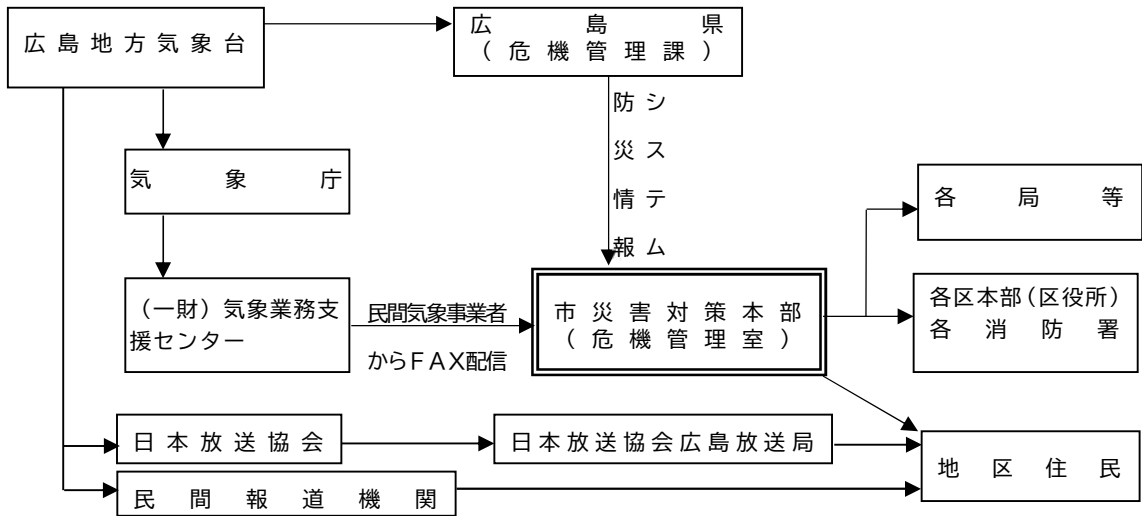 広島地方気象台
広島県
（危機管理課）
防災情報
システム
気象庁
各局等
（一財）気象業務支
援センター
民間気象事業者
からＦＡＸ配信
市災害対策本部
（危機管理室）
各区本部（区役所）
各消防署
日本放送協会
日本放送協会広島放送局
地区住民
民間報道機関